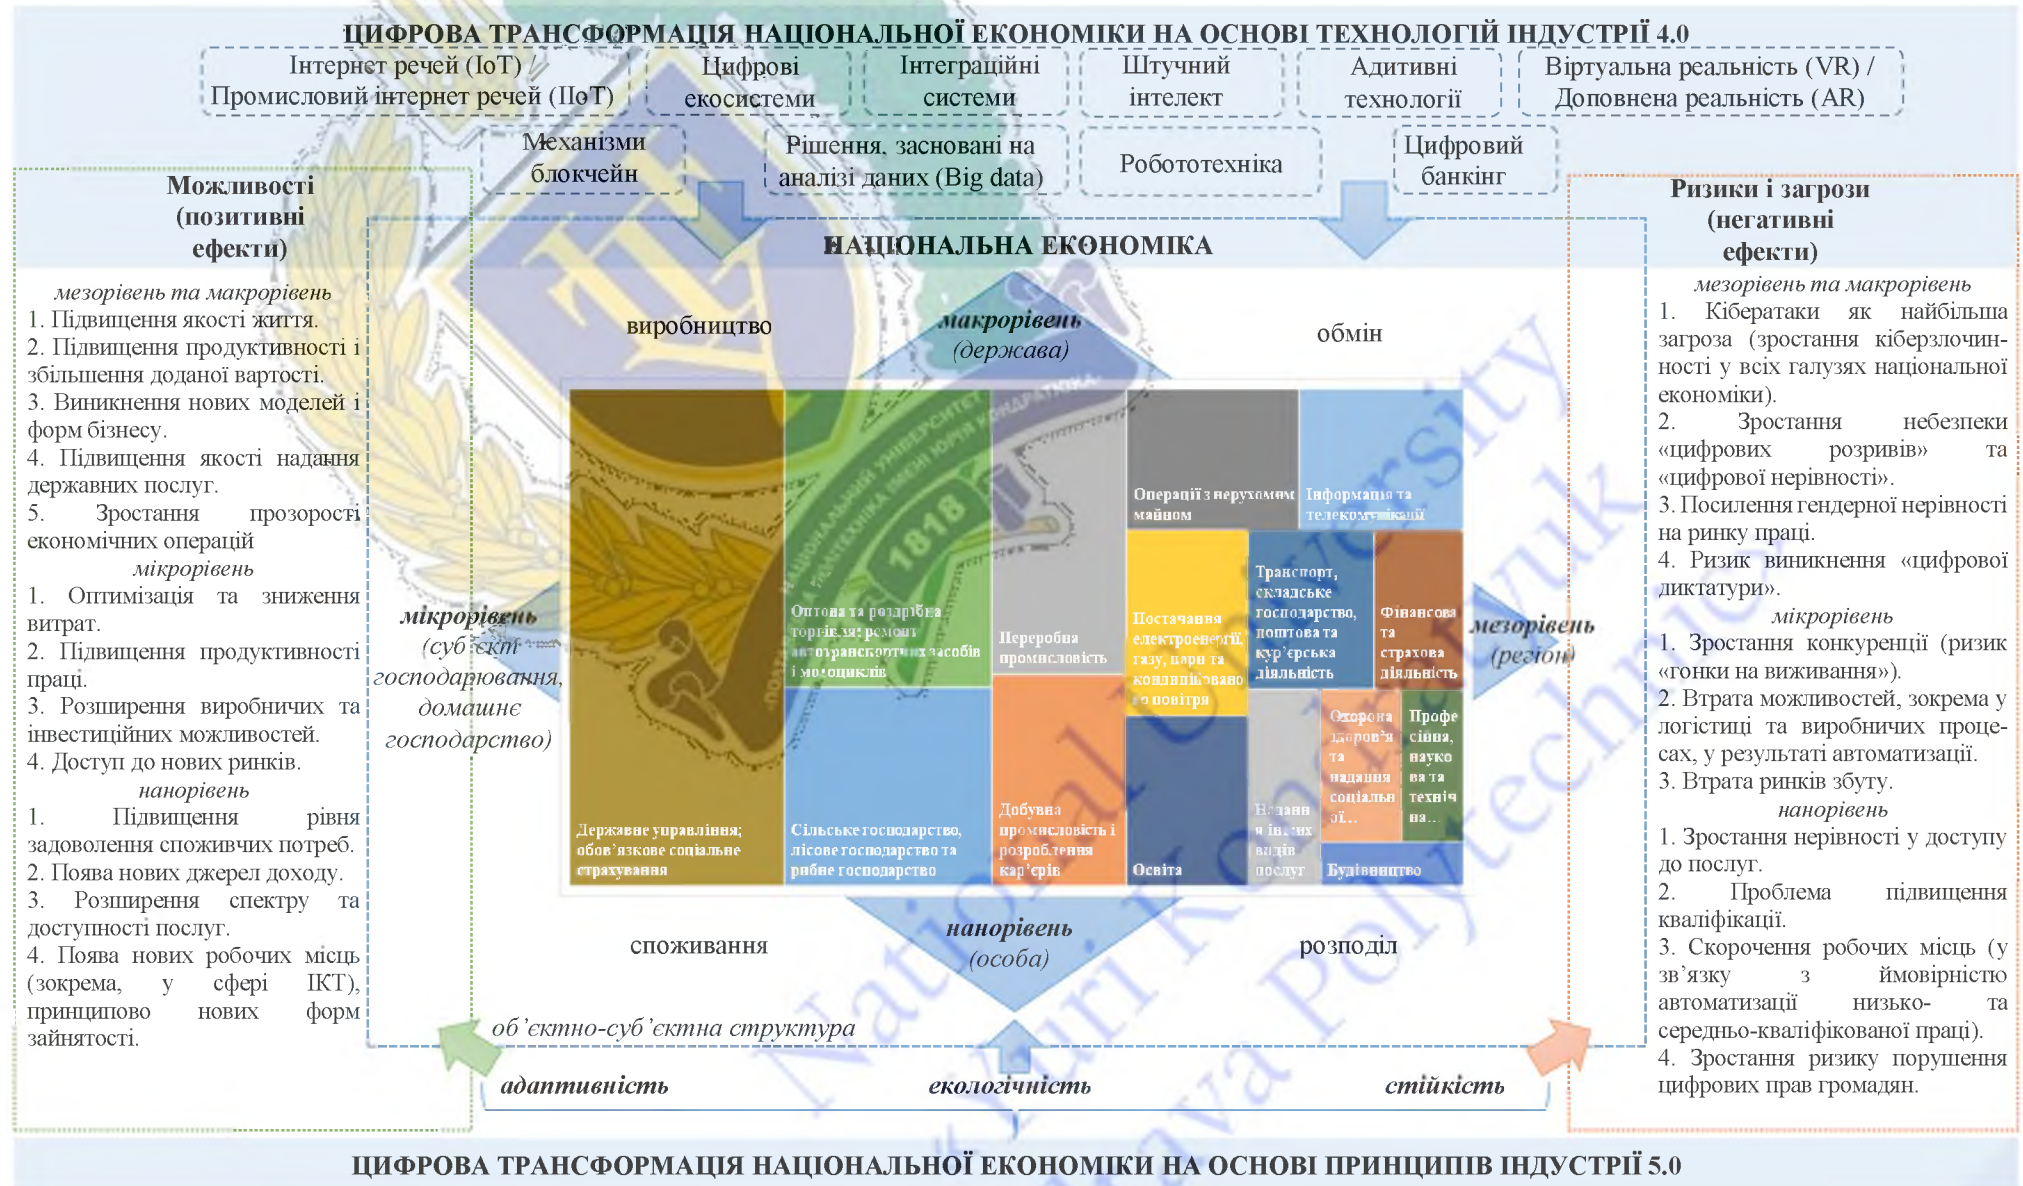 ЦИФРОВА ТРАНСФОРМАЦІЯ НАЦІОНАЛЬНОЇ ЕКОНОМІКИ НА ОСНОВІ ТЕХНОЛОГІЙ ІНДУСТРІЇ 4.0
Інтернет речей (IoT) /
Промисловий інтернет речей (IIoT)
Цифрові
екосистеми
Інтеграційні
системи
Штучний
інтелект
Адитивні
технології
Віртуальна реальність (VR) /
Доповнена реальність (AR)
Механізми
блокчейн
Рішення, засновані на
аналізі даних (Big data)
Робототехніка
Цифровий
банкінг
Можливості
(позитивні
ефекти)
мезорівень та макрорівень
1. Підвищення якості життя.
2. Підвищення продуктивності і
збільшення доданої вартості.
3. Виникнення нових моделей і
форм бізнесу.
4. Підвищення якості надання
державних послуг.
5. Зростання прозорості
економічних операцій
мікрорівень
1. Оптимізація та зниження
витрат.
2. Підвищення продуктивності
праці.
3. Розширення виробничих та
інвестиційних можливостей.
4. Доступ до нових ринків.
нанорівень
1. Підвищення рівня
задоволення споживчих потреб.
2. Поява нових джерел доходу.
3. Розширення спектру та
доступності послуг.
4. Поява нових робочих місць
(зокрема, у сфері ІКТ),
принципово нових форм
зайнятості.
НАЦІОНАЛЬНА ЕКОНОМІКА
виробництво
макрорівень
(держава)
обмін
мікрорівень
(суб'єкт
господарювання,
домашнє
господарство)
Державне управління;
обов'язкове соціальне
страхування
Оптова та роздрібна
торгівля; ремонт
автотранспортних засобів
і мотоциклів
Сільське господарство,
лісове господарство та
рибне господарство
Переробна
промисловість
Добувна
промисловість і
розроблення
кар'єрів
Операції з нерухомим
майном
Інформація та
телекомунікації
Постачання
електроенергії,
газу, пари та
кондиційовано
го повітря
Транспорт,
складське
господарство,
поштова та
кур'єрська
діяльність
Фінансова
та
страхова
діяльність
Освіта
Наданн
я інших
видів
послуг
Охорона
здоров'я
та
надання
соціальн
ої...
Профе
сійна,
науко
ва та
техніч
на...
Будівництво
мезорівень
(регіон)
споживання
нанорівень
(особа)
розподіл
об'єктно-суб'єктна структура
адаптивність
екологічність
стійкість
Ризики і загрози
(негативні
ефекти)
мезорівень та макрорівень
1. Кібератаки як найбільша
загроза (зростання кіберзлочин-
ності у всіх галузях національної
економіки).
2. Зростання небезпеки
«цифрових розривів» та
«цифрової нерівності».
3. Посилення гендерної нерівності
на ринку праці.
4. Ризик виникнення «цифрової
диктатури».
мікрорівень
1. Зростання конкуренції (ризик
«гонки на виживання»).
2. Втрата можливостей, зокрема у
логістиці та виробничих проце-
сах, у результаті автоматизації.
3. Втрата ринків збуту.
нанорівень
1. Зростання нерівності у доступу
до послуг.
2. Проблема підвищення
кваліфікації.
3. Скорочення робочих місць (у
зв'язку з ймовірністю
автоматизації низько- та
середньо-кваліфікованої праці).
4. Зростання ризику порушення
цифрових прав громадян.
ЦИФРОВА ТРАНСФОРМАЦІЯ НАЦІОНАЛЬНОЇ ЕКОНОМІКИ НА ОСНОВІ ПРИНЦИПІВ ІНДУСТРІЇ 5.0
1818
National University
Yuri Kondratyuk
Polytechnic»